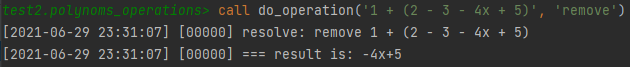 test2.polynoms_operations> call do_operation('1 + (2 - 3 - 4x + 5)', 'remove')
[2021-06-29 23:31:07] [00000] resolve: remove 1 + (2 - 3 - 4x + 5)
[2021-06-29 23:31:07] [00000] === result is: -4x+5